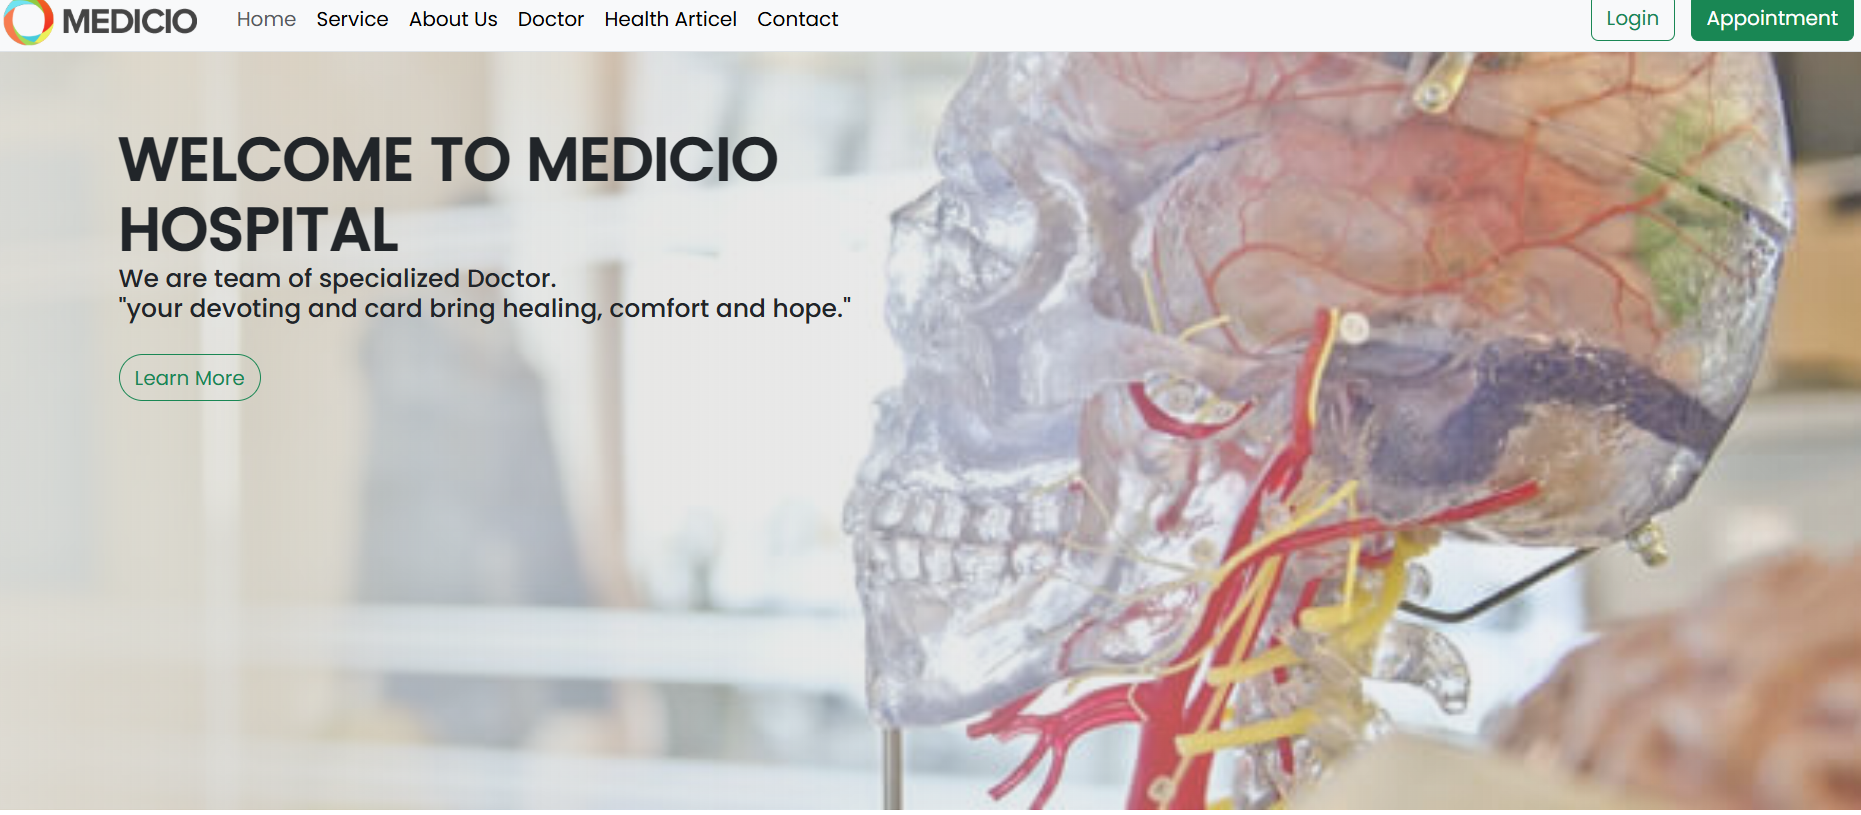 MEDICIO Home Service About Us Doctor Health Articel Contact Login Appointment
WELCOME TO MEDICIO
HOSPITAL
We are team of specialized Doctor.
"your devoting and card bring healing, comfort and hope."
Learn More